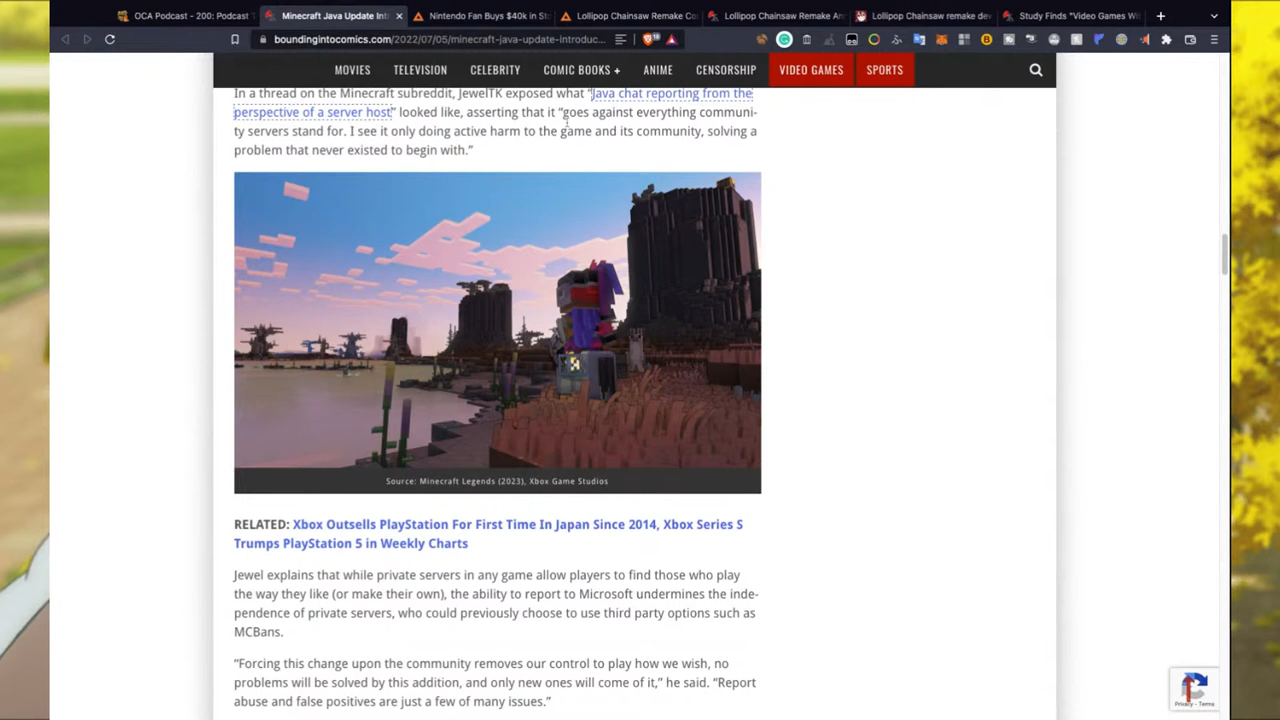 OCA Podcast - 200: Podcast T
Minecraft Java Update Int
Nintendo Fan Buys $40k in St
Lollipop Chainsaw Remake Co
Lollipop Chainsaw Remake An
Lollipop Chainsaw remake dev
Study Finds "Video Games Wi
boundingintocomics.com/2022/07/05/minecraft-java-update-introduc...
MOVIES TELEVISION CELEBRITY COMIC BOOKS + ANIME CENSORSHIP VIDEO GAMES SPORTS
In a thread on the Minecraft subreddit, JewelTK exposed what “Java chat reporting from the
perspective of a server host” looked like, asserting that it “goes against everything communi-
ty servers stand for. I see it only doing active harm to the game and its community, solving a
problem that never existed to begin with.”
Source: Minecraft Legends (2023), Xbox Game Studios
RELATED: Xbox Outsells PlayStation For First Time In Japan Since 2014, Xbox Series S
Trumps PlayStation 5 in Weekly Charts
Jewel explains that while private servers in any game allow players to find those who play
the way they like (or make their own), the ability to report to Microsoft undermines the inde-
pendence of private servers, who could previously choose to use third party options such as
MCBans.
“Forcing this change upon the community removes our control to play how we wish, no
problems will be solved by this addition, and only new ones will come of it,” he said. “Report
abuse and false positives are just a few of many issues.”
Privacy - Terms